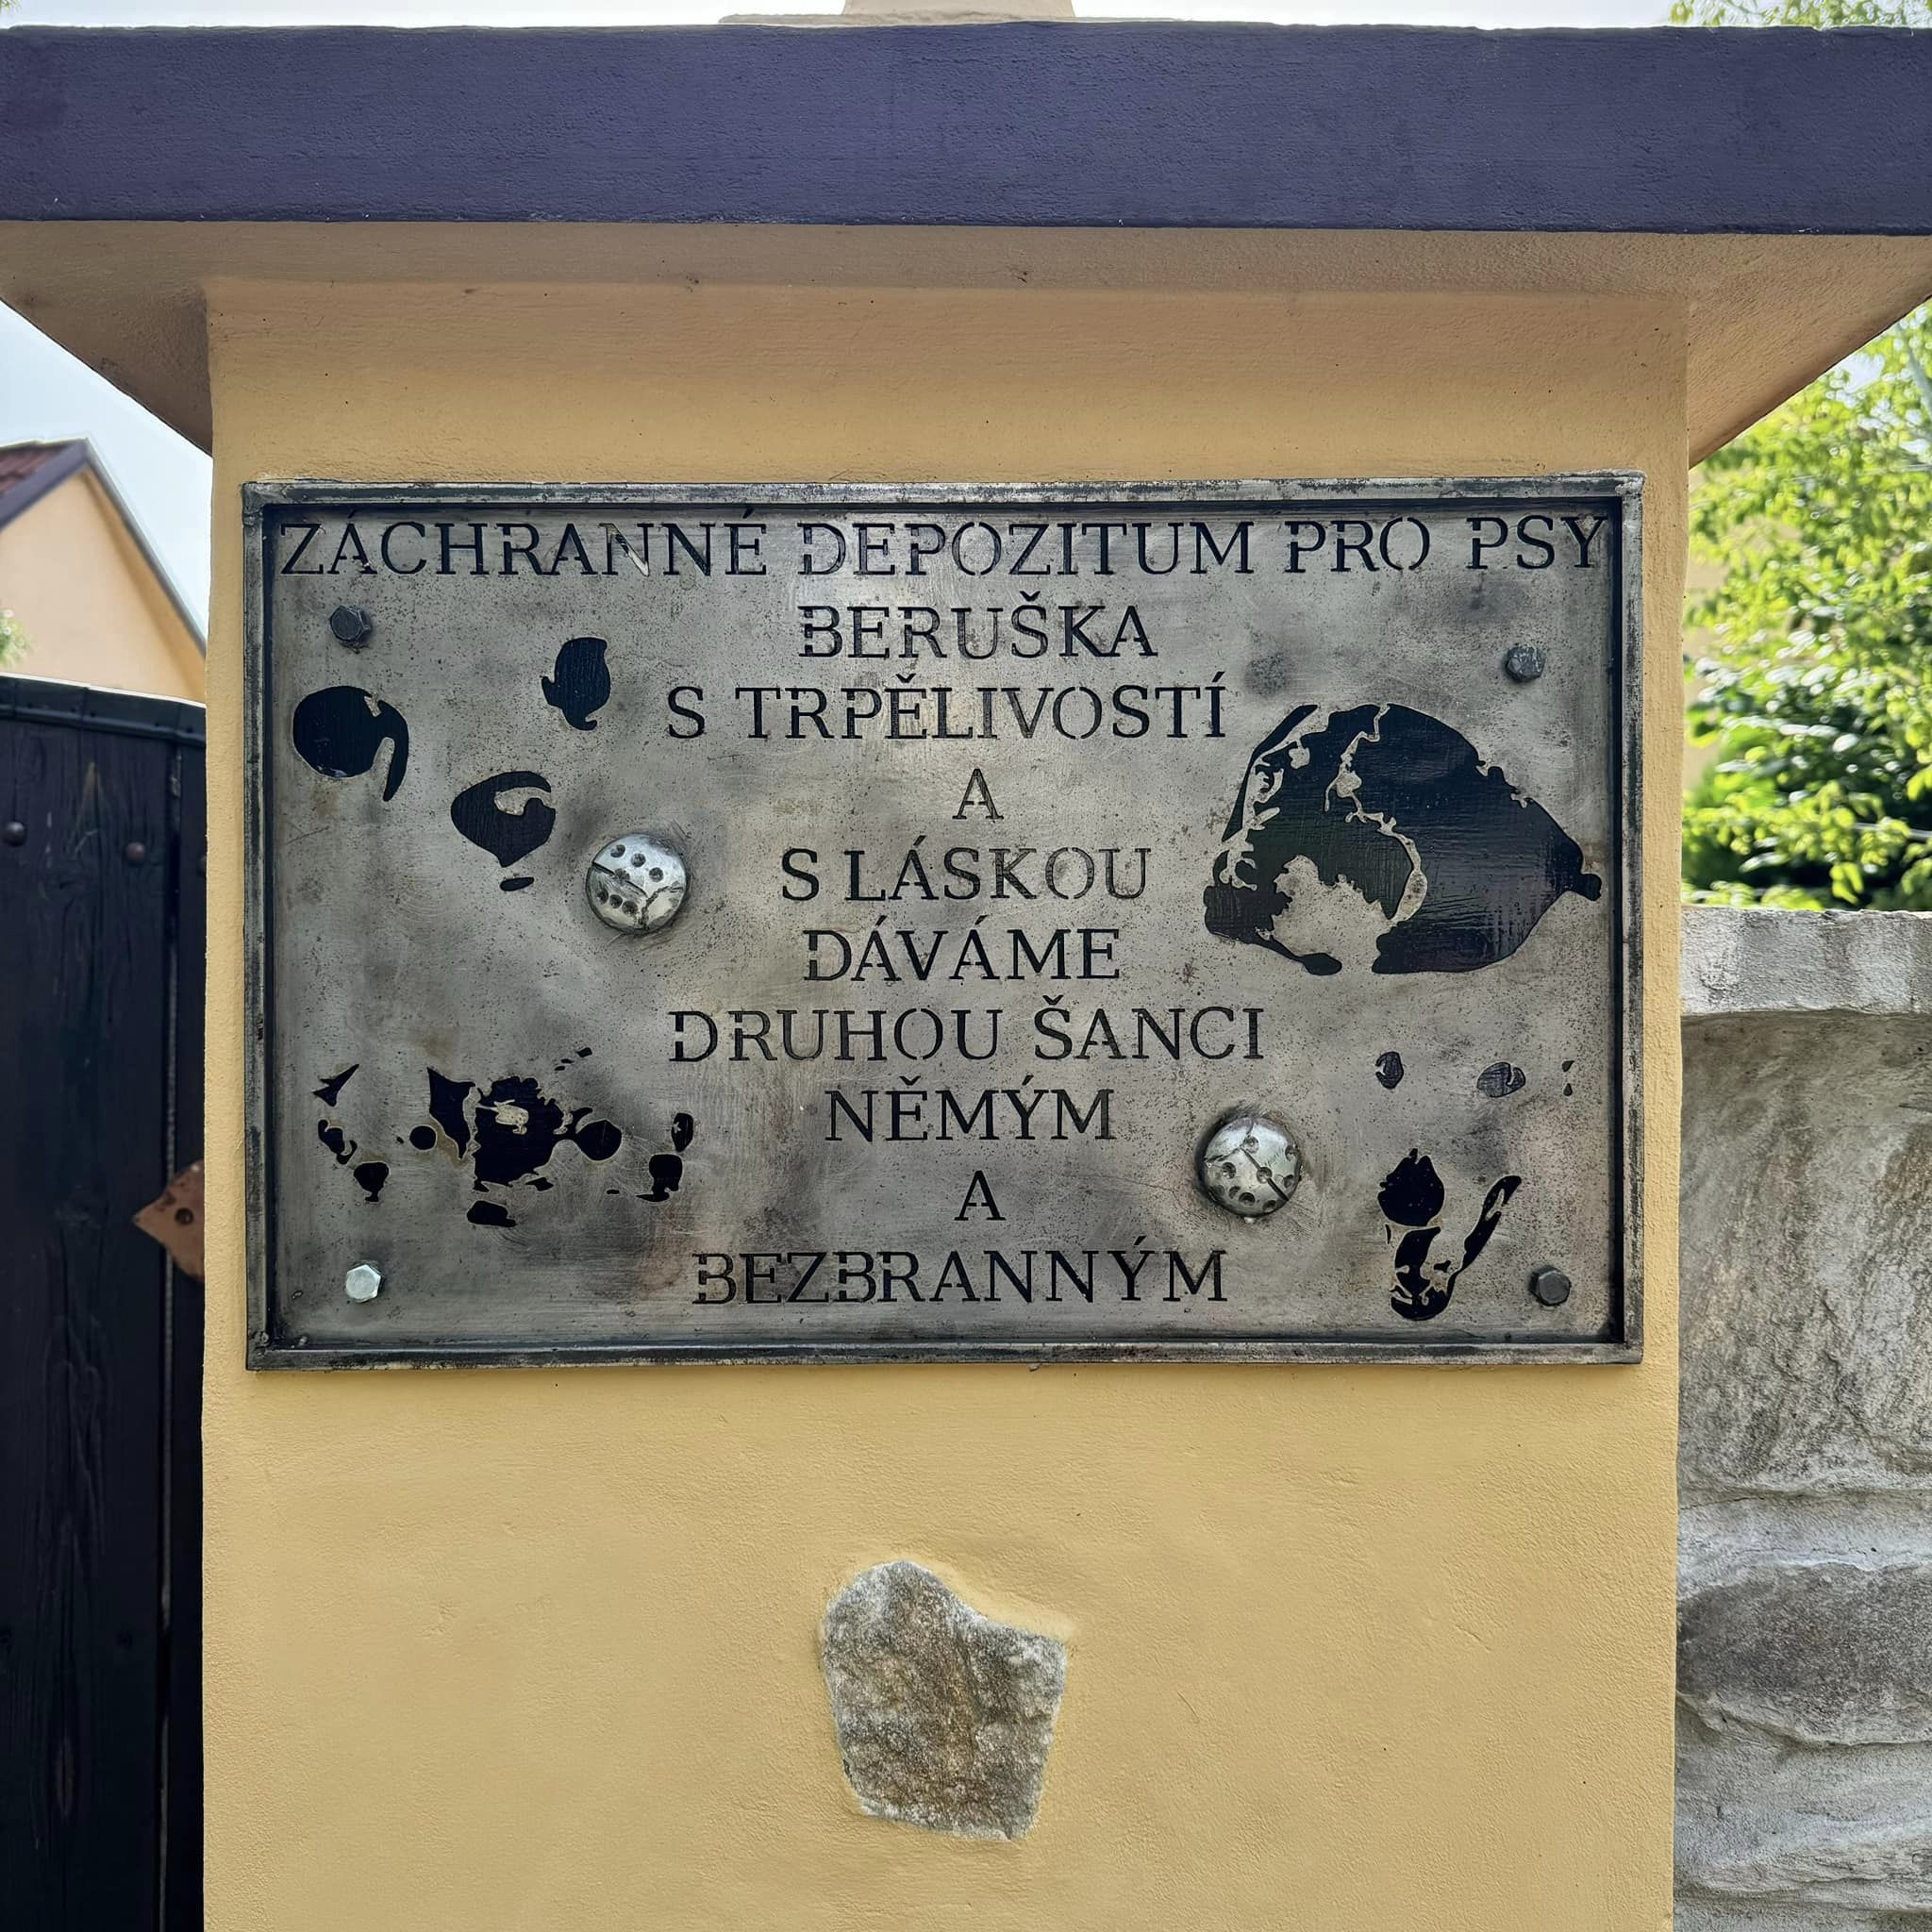 ZÁCHRANNÉ DEPOZITUM PRO PSY
BERUŠKA
S TRPĚLIVOSTÍ
A
S LÁSKOU
DÁVÁME
DRUHOU ŠANCI
NĚMÝM
A
BEZBRANNÝM